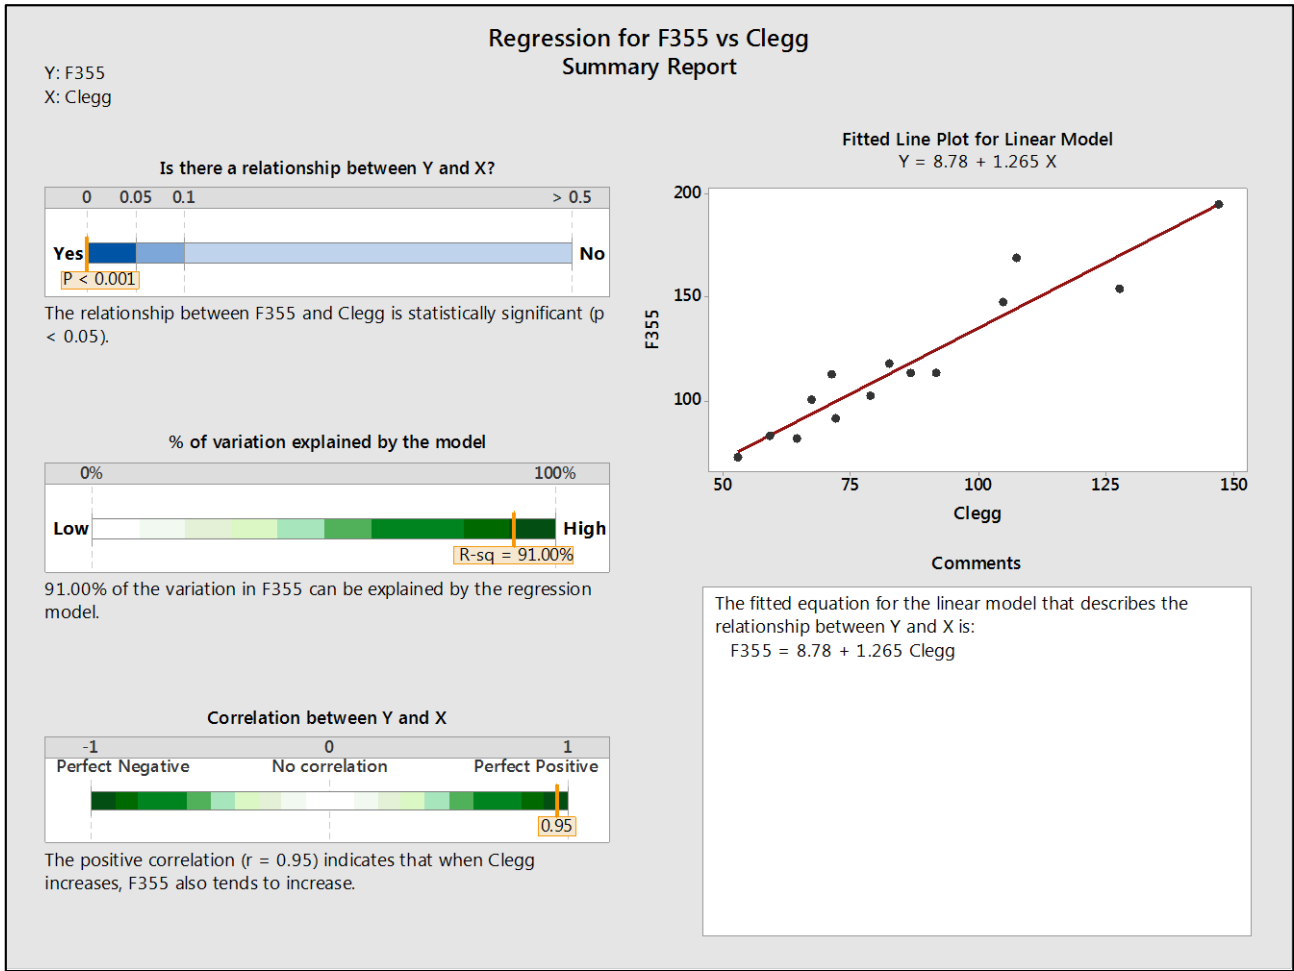 Regression for F355 vs Clegg
Summary Report
Y: F355
X: Clegg
Is there a relationship between Y and X?
0 0.05 0.1 > 0.5
Yes No
P < 0.001
The relationship between F355 and Clegg is statistically significant (p
< 0.05).
% of variation explained by the model
0% 100%
Low High
R-sq = 91.00%
91.00% of the variation in F355 can be explained by the regression
model.
Correlation between Y and X
-1 0 1
Perfect Negative No correlation Perfect Positive
0.95
The positive correlation (r = 0.95) indicates that when Clegg
increases, F355 also tends to increase.
Fitted Line Plot for Linear Model
Y = 8.78 + 1.265 X
200
150
100
F355
50 75 100 125 150
Clegg
Comments
The fitted equation for the linear model that describes the
relationship between Y and X is:
F355 = 8.78 + 1.265 Clegg